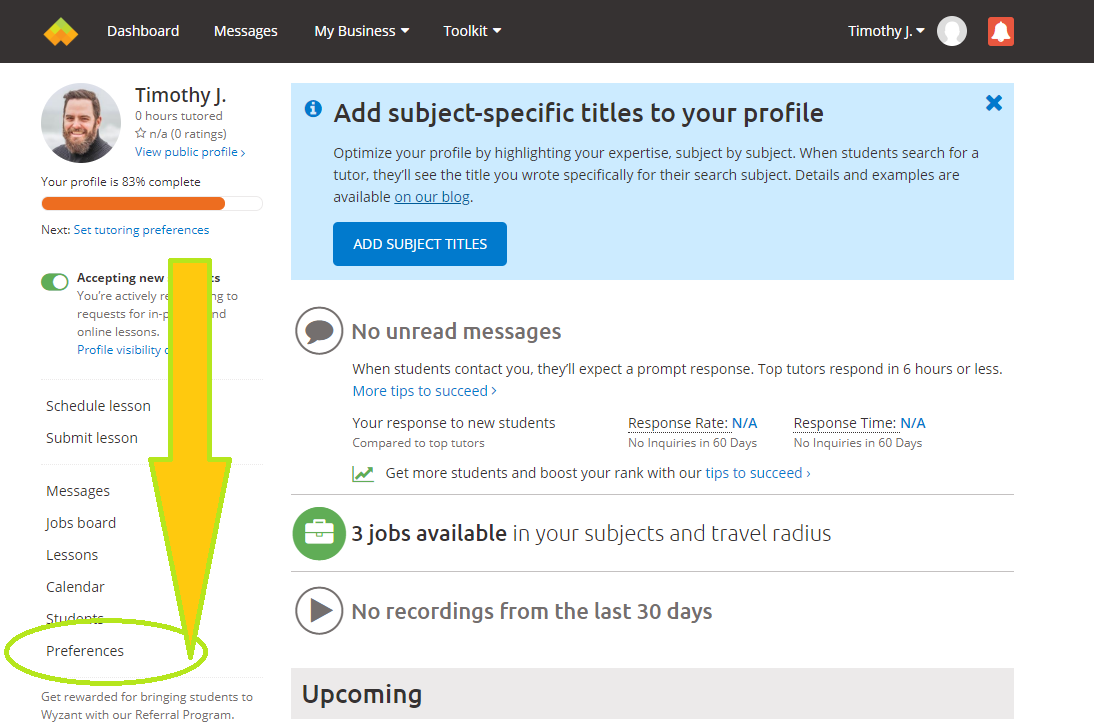 Dashboard Messages My Business Toolkit Timothy J.
Timothy J.
0 hours tutored
n/a (0 ratings)
View public profile ›
Your profile is 83% complete
Next: Set tutoring preferences
Accepting new
You're actively to
requests for
online lessons.
Profile visibility
Schedule lesson
Submit lesson
Messages
Jobs board
Lessons
Calendar
Students
Preferences
Get rewarded for bringing students to
Wyzant with our Referral Program.
Add subject-specific titles to your profile
Optimize your profile by highlighting your expertise, subject by subject. When students search for a
tutor, they'll see the title you wrote specifically for their search subject. Details and examples are
available on our blog.
ADD SUBJECT TITLES
No unread messages
When students contact you, they'll expect a prompt response. Top tutors respond in 6 hours or less.
More tips to succeed ›
Your response to new students Response Rate: N/A Response Time: N/A
Compared to top tutors No Inquiries in 60 Days No Inquiries in 60 Days
Get more students and boost your rank with our tips to succeed ›
3 jobs available in your subjects and travel radius
No recordings from the last 30 days
Upcoming